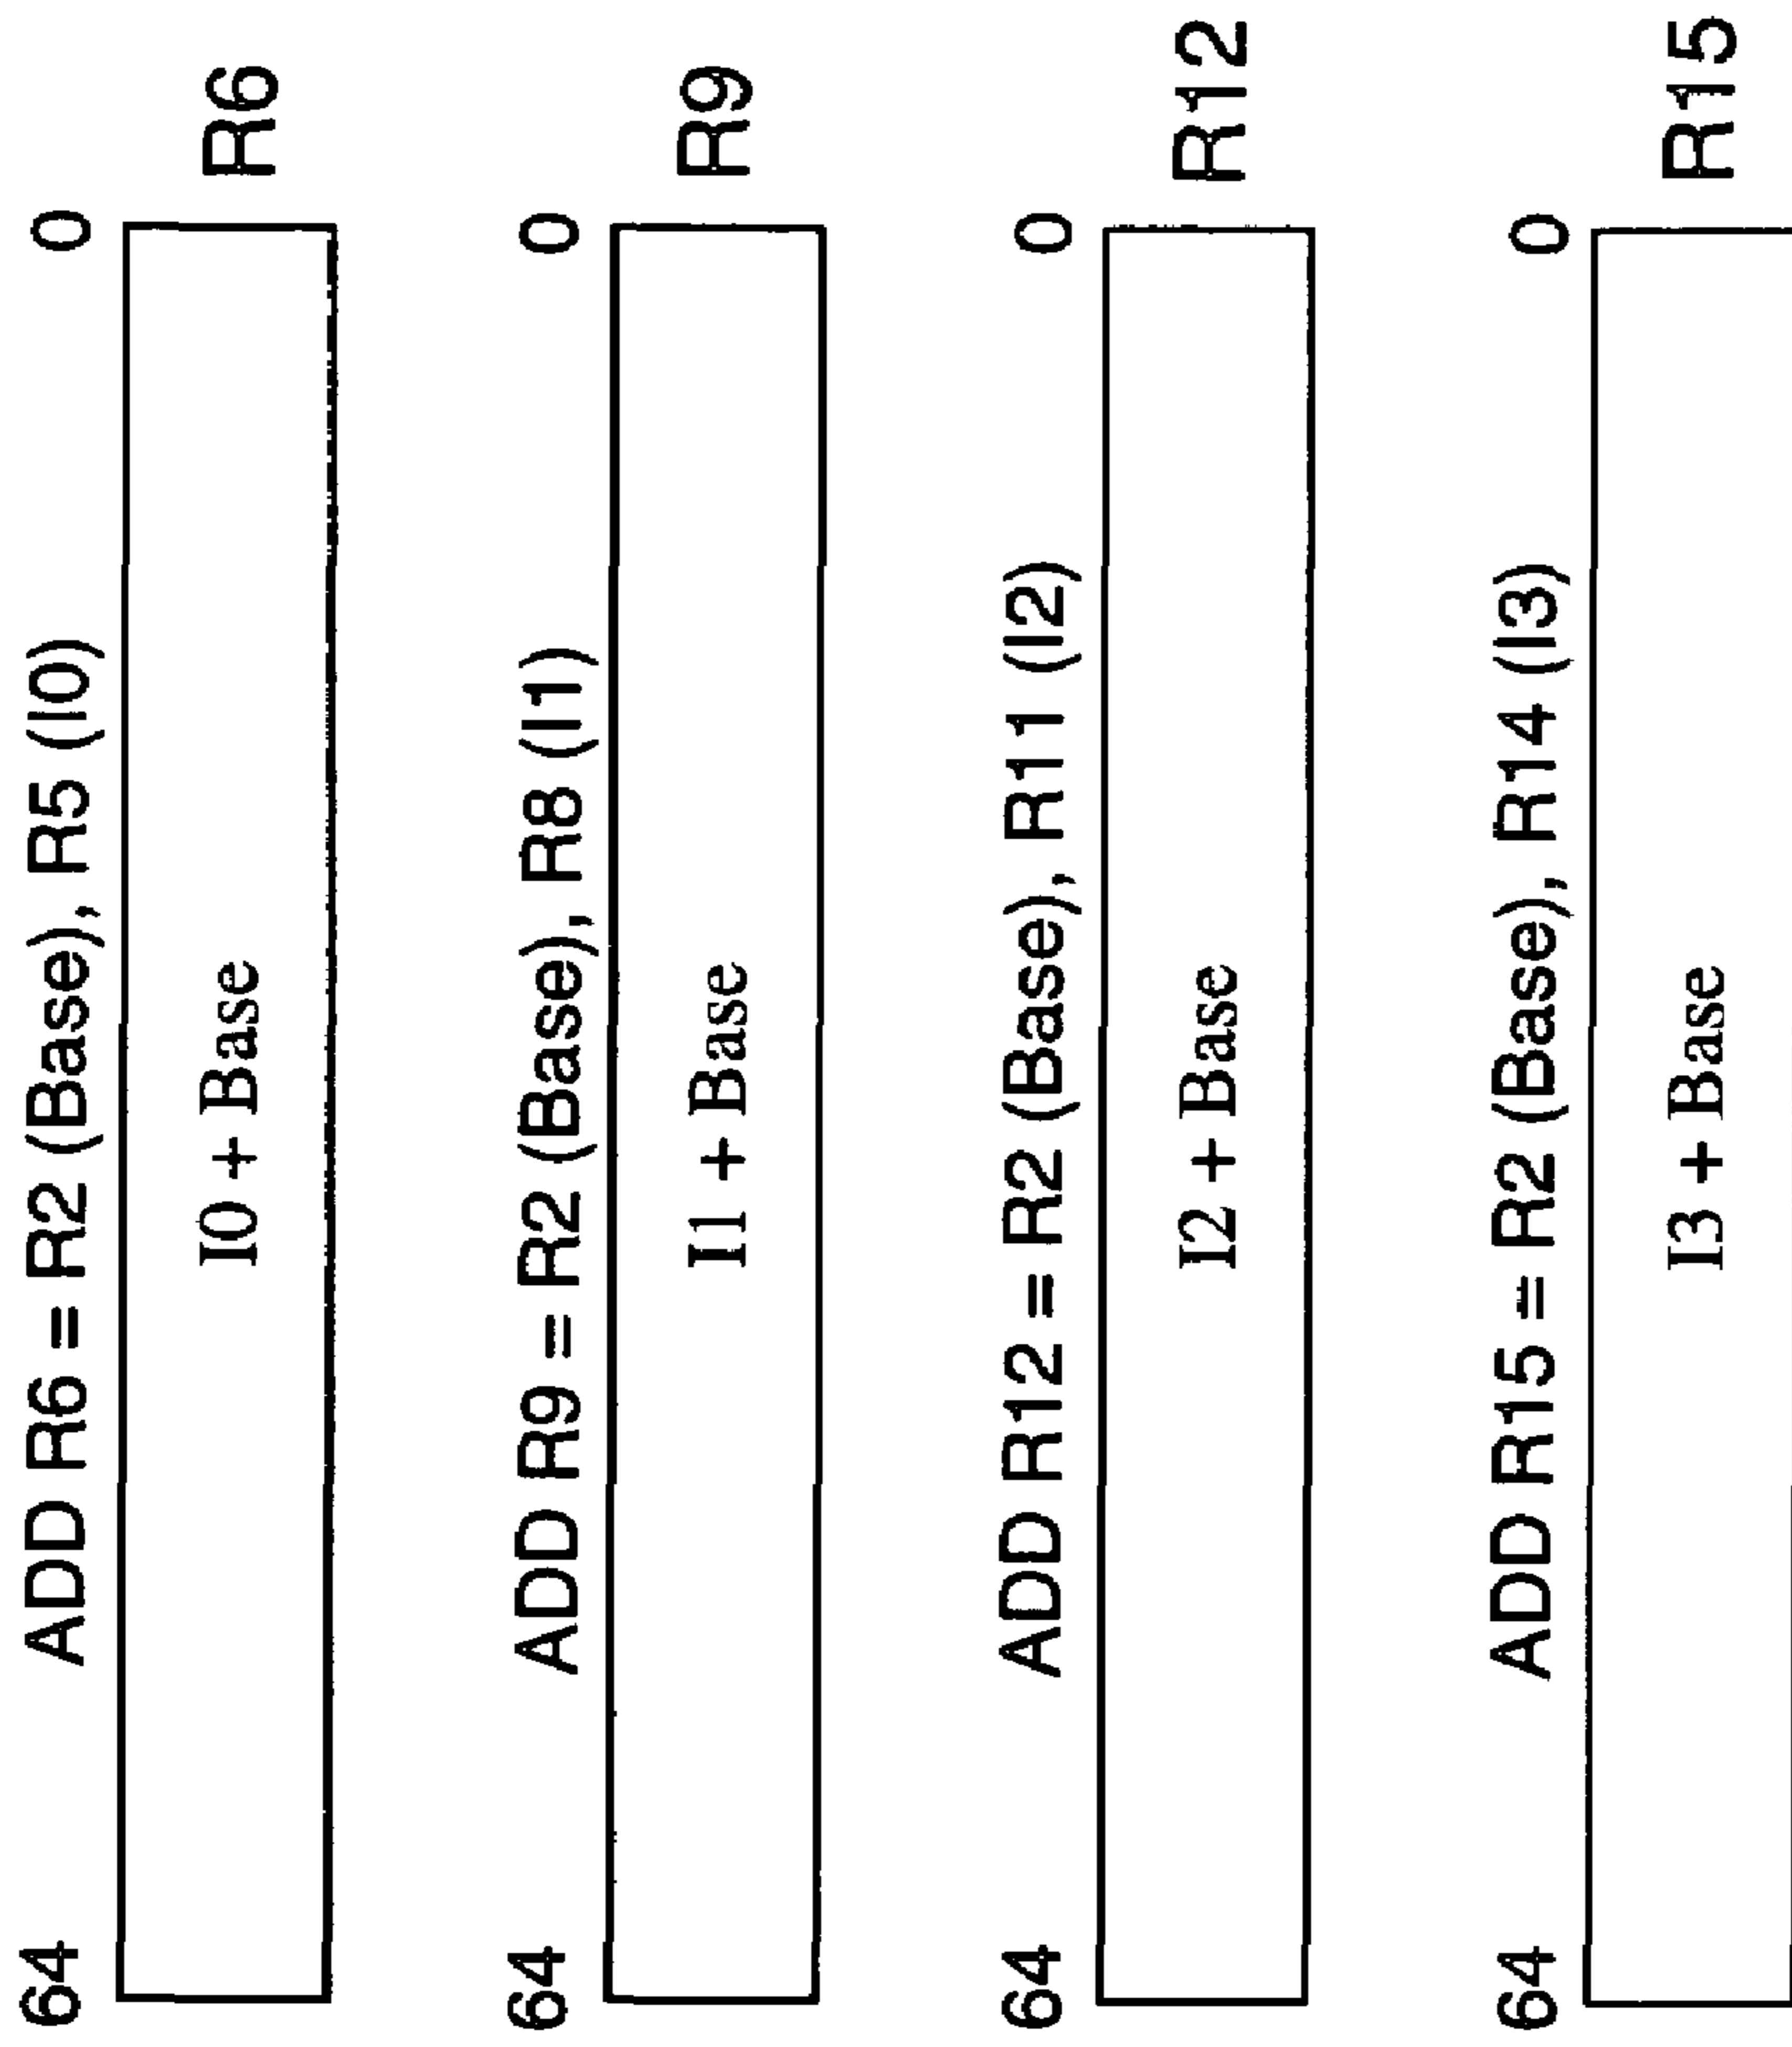 64 ADD R6 = R2 (Base), R5 (I0) 0
I0 + Base R6
64 ADD R9 = R2 (Base), R8 (I1) 0
I1 + Base R9
64 ADD R12 = R2 (Base), R11 (I2) 0
I2 + Base R12
64 ADD R15 = R2 (Base), R14 (I3) 0
I3 + Base R15